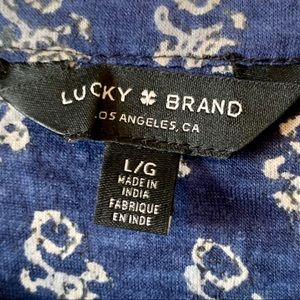 LUCKY BRAND
LOS ANGELES, CA
L/G
MADE IN
INDIA
FABRIQUE
EN INDE